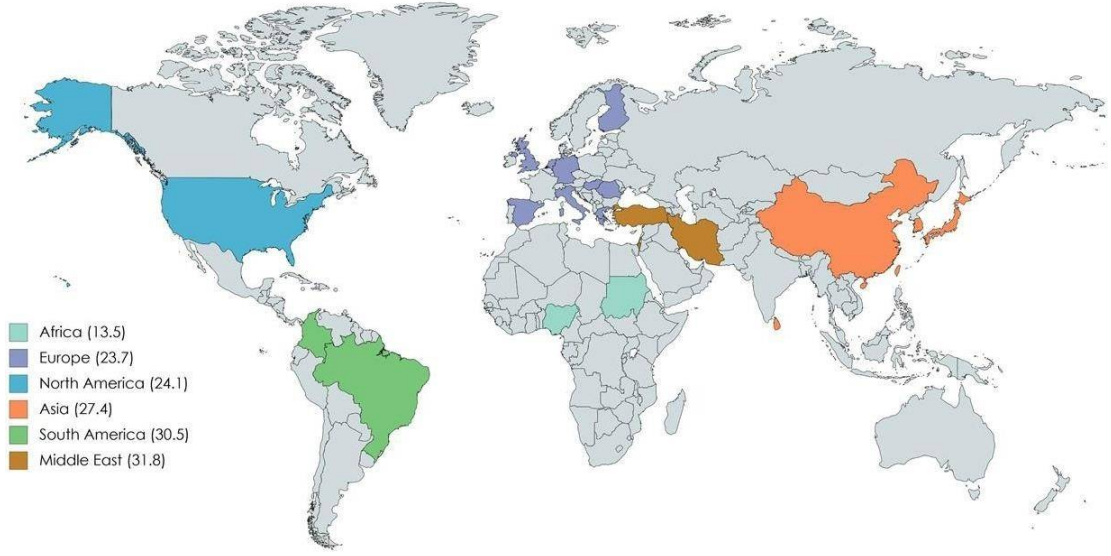 Africa (13.5)
Europe (23.7)
North America (24.1)
Asia (27.4)
South America (30.5)
Middle East (31.8)